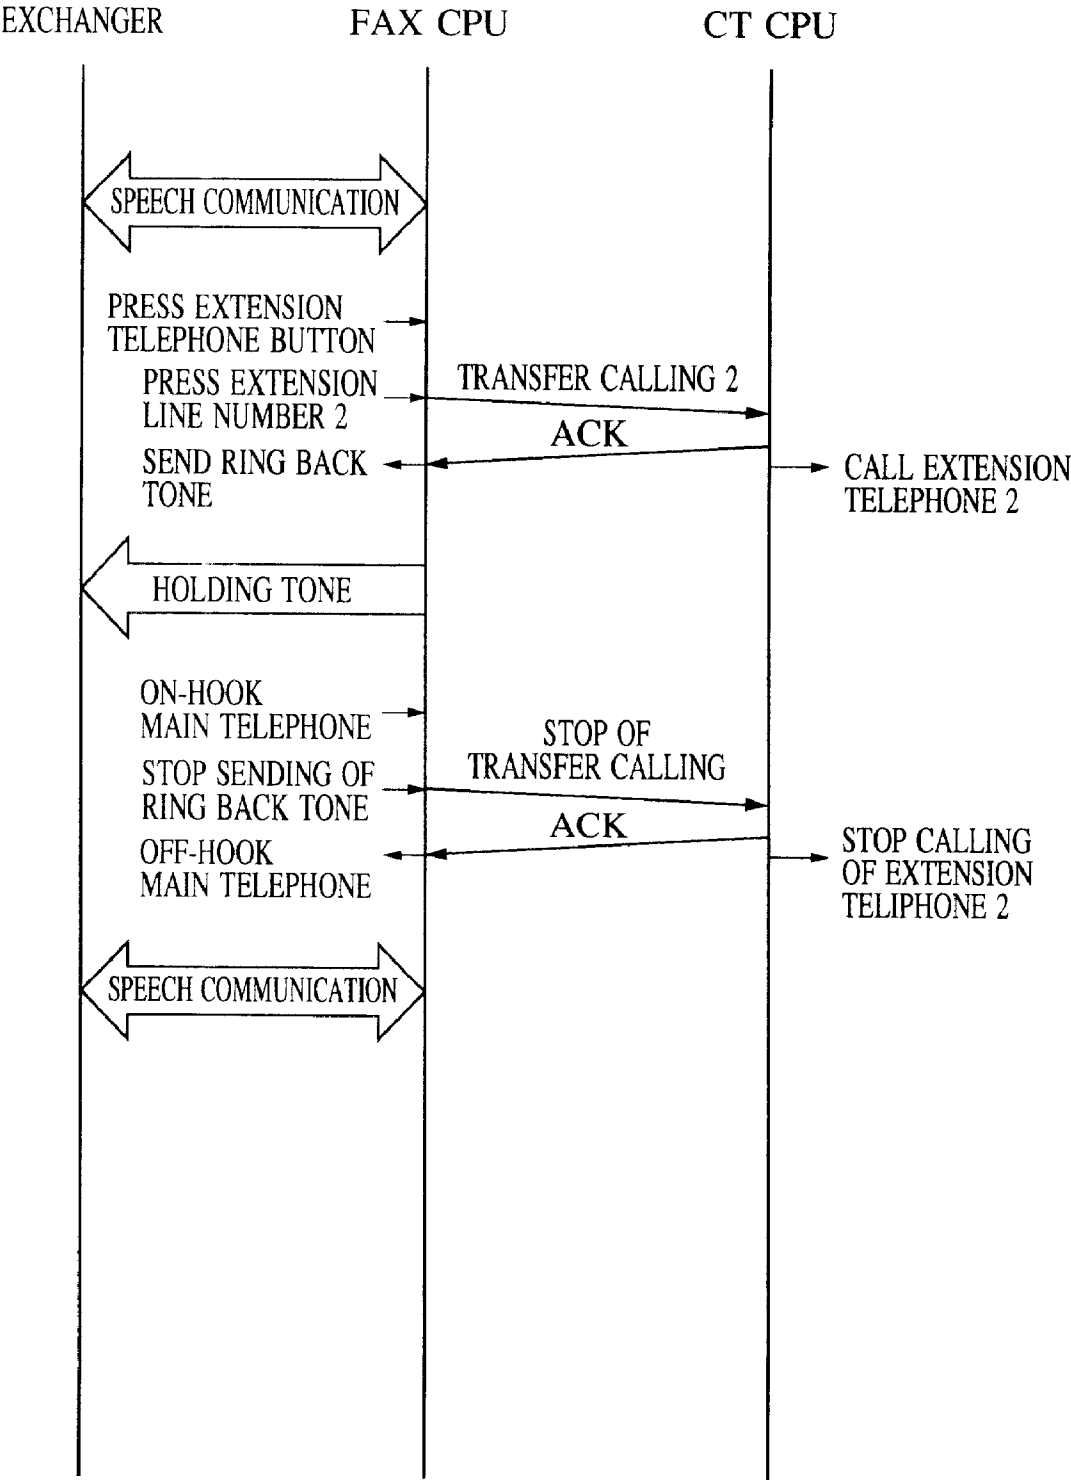 EXCHANGER
FAX CPU
CT CPU
SPEECH COMMUNICATION
PRESS EXTENSION
TELEPHONE BUTTON
PRESS EXTENSION
LINE NUMBER 2
TRANSFER CALLING 2
ACK
SEND RING BACK
TONE
CALL EXTENSION
TELEPHONE 2
HOLDING TONE
ON-HOOK
MAIN TELEPHONE
STOP OF
TRANSFER CALLING
STOP SENDING OF
RING BACK TONE
ACK
OFF-HOOK
MAIN TELEPHONE
STOP CALLING
OF EXTENSION
TELIPHONE 2
SPEECH COMMUNICATION